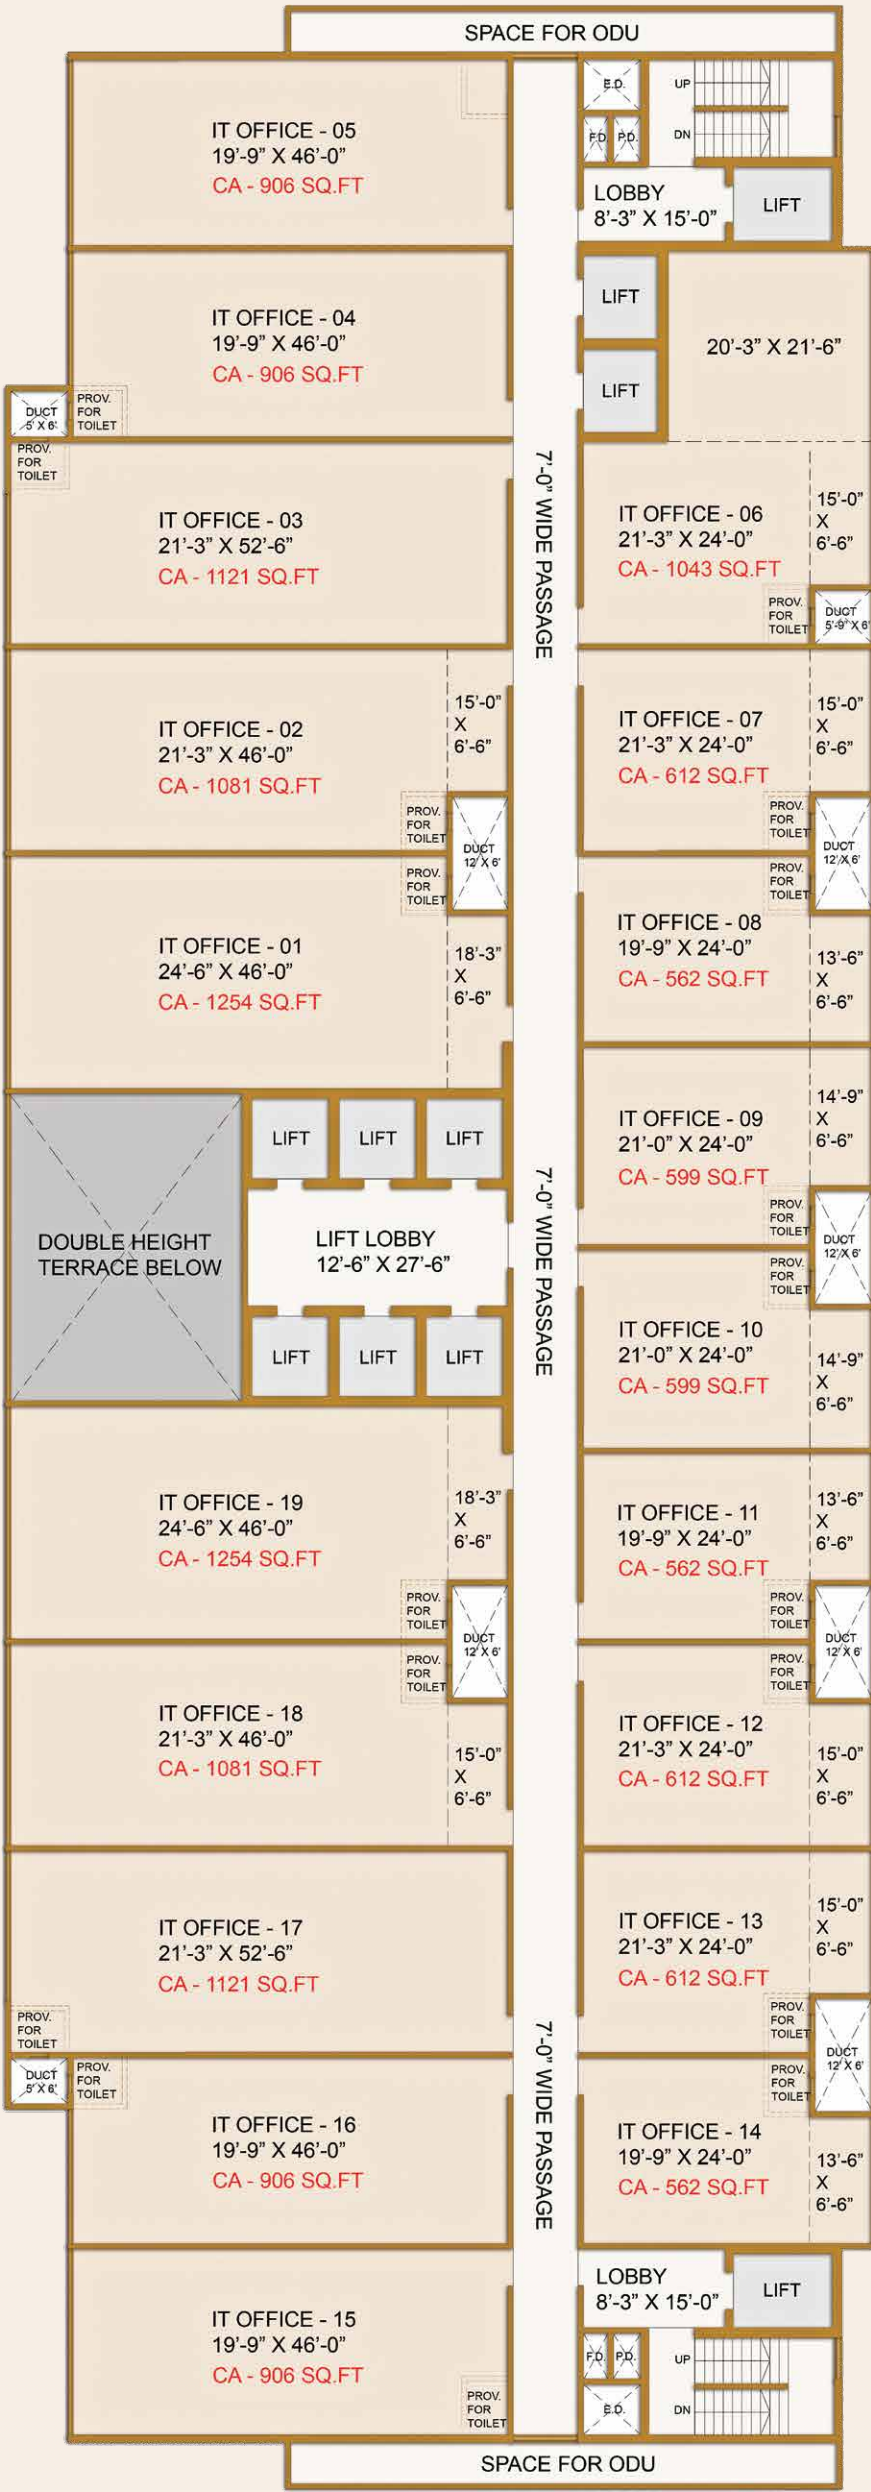 SPACE FOR ODU
IT OFFICE - 05
19'-9" X 46'-0"
CA - 906 SQ.FT
E.D.
UP
F.D.
P.D.
DN
LOBBY
8'-3" X 15'-0"
LIFT
IT OFFICE - 04
19'-9" X 46'-0"
CA - 906 SQ.FT
LIFT
20'-3" X 21'-6"
LIFT
DUCT
5' X 6'
PROV.
FOR
TOILET
PROV.
FOR
TOILET
7'-0" WIDE PASSAGE
IT OFFICE - 03
21'-3" X 52'-6"
CA - 1121 SQ.FT
IT OFFICE - 06
21'-3" X 24'-0"
CA - 1043 SQ.FT
15'-0"
X
6'-6"
PROV.
FOR
TOILET
DUCT
5'-9" X 6'
IT OFFICE - 02
21'-3" X 46'-0"
CA - 1081 SQ.FT
15'-0"
X
6'-6"
IT OFFICE - 07
21'-3" X 24'-0"
CA - 612 SQ.FT
15'-0"
X
6'-6"
PROV.
FOR
TOILET
DUCT
12' X 6'
PROV.
FOR
TOILET
PROV.
FOR
TOILET
DUCT
12' X 6'
PROV.
FOR
TOILET
IT OFFICE - 01
24'-6" X 46'-0"
CA - 1254 SQ.FT
18'-3"
X
6'-6"
IT OFFICE - 08
19'-9" X 24'-0"
CA - 562 SQ.FT
13'-6"
X
6'-6"
LIFT
LIFT
LIFT
IT OFFICE - 09
21'-0" X 24'-0"
CA - 599 SQ.FT
14'-9"
X
6'-6"
DOUBLE HEIGHT
TERRACE BELOW
LIFT LOBBY
12'-6" X 27'-6"
7'-0" WIDE PASSAGE
PROV.
FOR
TOILET
DUCT
12' X 6'
PROV.
FOR
TOILET
LIFT
LIFT
LIFT
IT OFFICE - 10
21'-0" X 24'-0"
CA - 599 SQ.FT
14'-9"
X
6'-6"
IT OFFICE - 19
24'-6" X 46'-0"
CA - 1254 SQ.FT
18'-3"
X
6'-6"
IT OFFICE - 11
19'-9" X 24'-0"
CA - 562 SQ.FT
13'-6"
X
6'-6"
PROV.
FOR
TOILET
DUCT
12' X 6'
PROV.
FOR
TOILET
PROV.
FOR
TOILET
DUCT
12' X 6'
PROV.
FOR
TOILET
IT OFFICE - 18
21'-3" X 46'-0"
CA - 1081 SQ.FT
15'-0"
X
6'-6"
IT OFFICE - 12
21'-3" X 24'-0"
CA - 612 SQ.FT
15'-0"
X
6'-6"
IT OFFICE - 17
21'-3" X 52'-6"
CA - 1121 SQ.FT
IT OFFICE - 13
21'-3" X 24'-0"
CA - 612 SQ.FT
15'-0"
X
6'-6"
PROV.
FOR
TOILET
DUCT
5' X 6'
PROV.
FOR
TOILET
7'-0" WIDE PASSAGE
PROV.
FOR
TOILET
DUCT
12' X 6'
PROV.
FOR
TOILET
IT OFFICE - 16
19'-9" X 46'-0"
CA - 906 SQ.FT
IT OFFICE - 14
19'-9" X 24'-0"
CA - 562 SQ.FT
13'-6"
X
6'-6"
LOBBY
8'-3" X 15'-0"
LIFT
IT OFFICE - 15
19'-9" X 46'-0"
CA - 906 SQ.FT
PROV.
FOR
TOILET
F.D.
P.D.
UP
E.D.
DN
SPACE FOR ODU